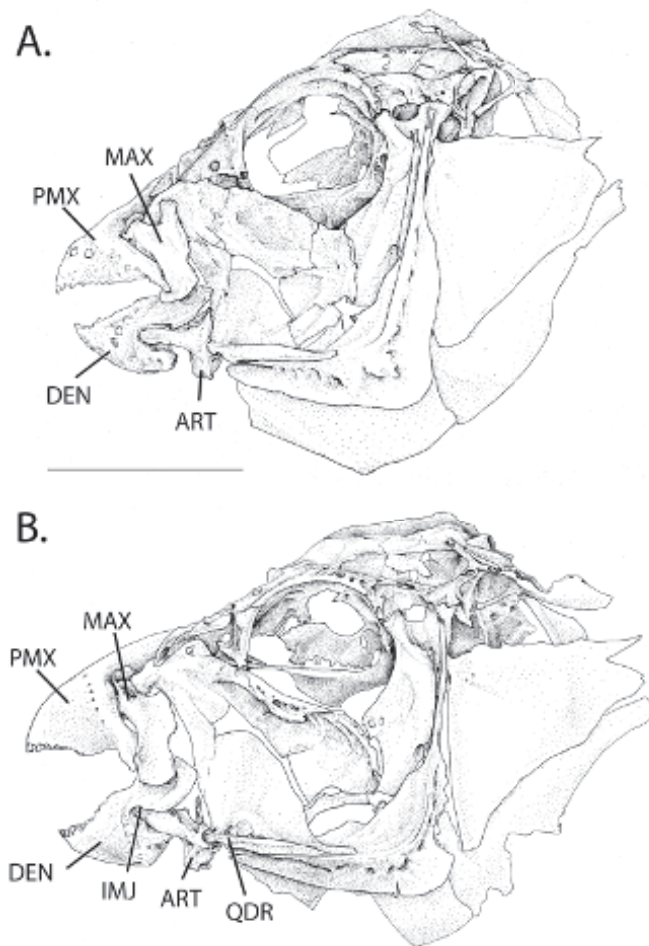 A.
MAX
PMX
DEN
ART
B.
MAX
PMX
DEN
IMJ
ART
QDR